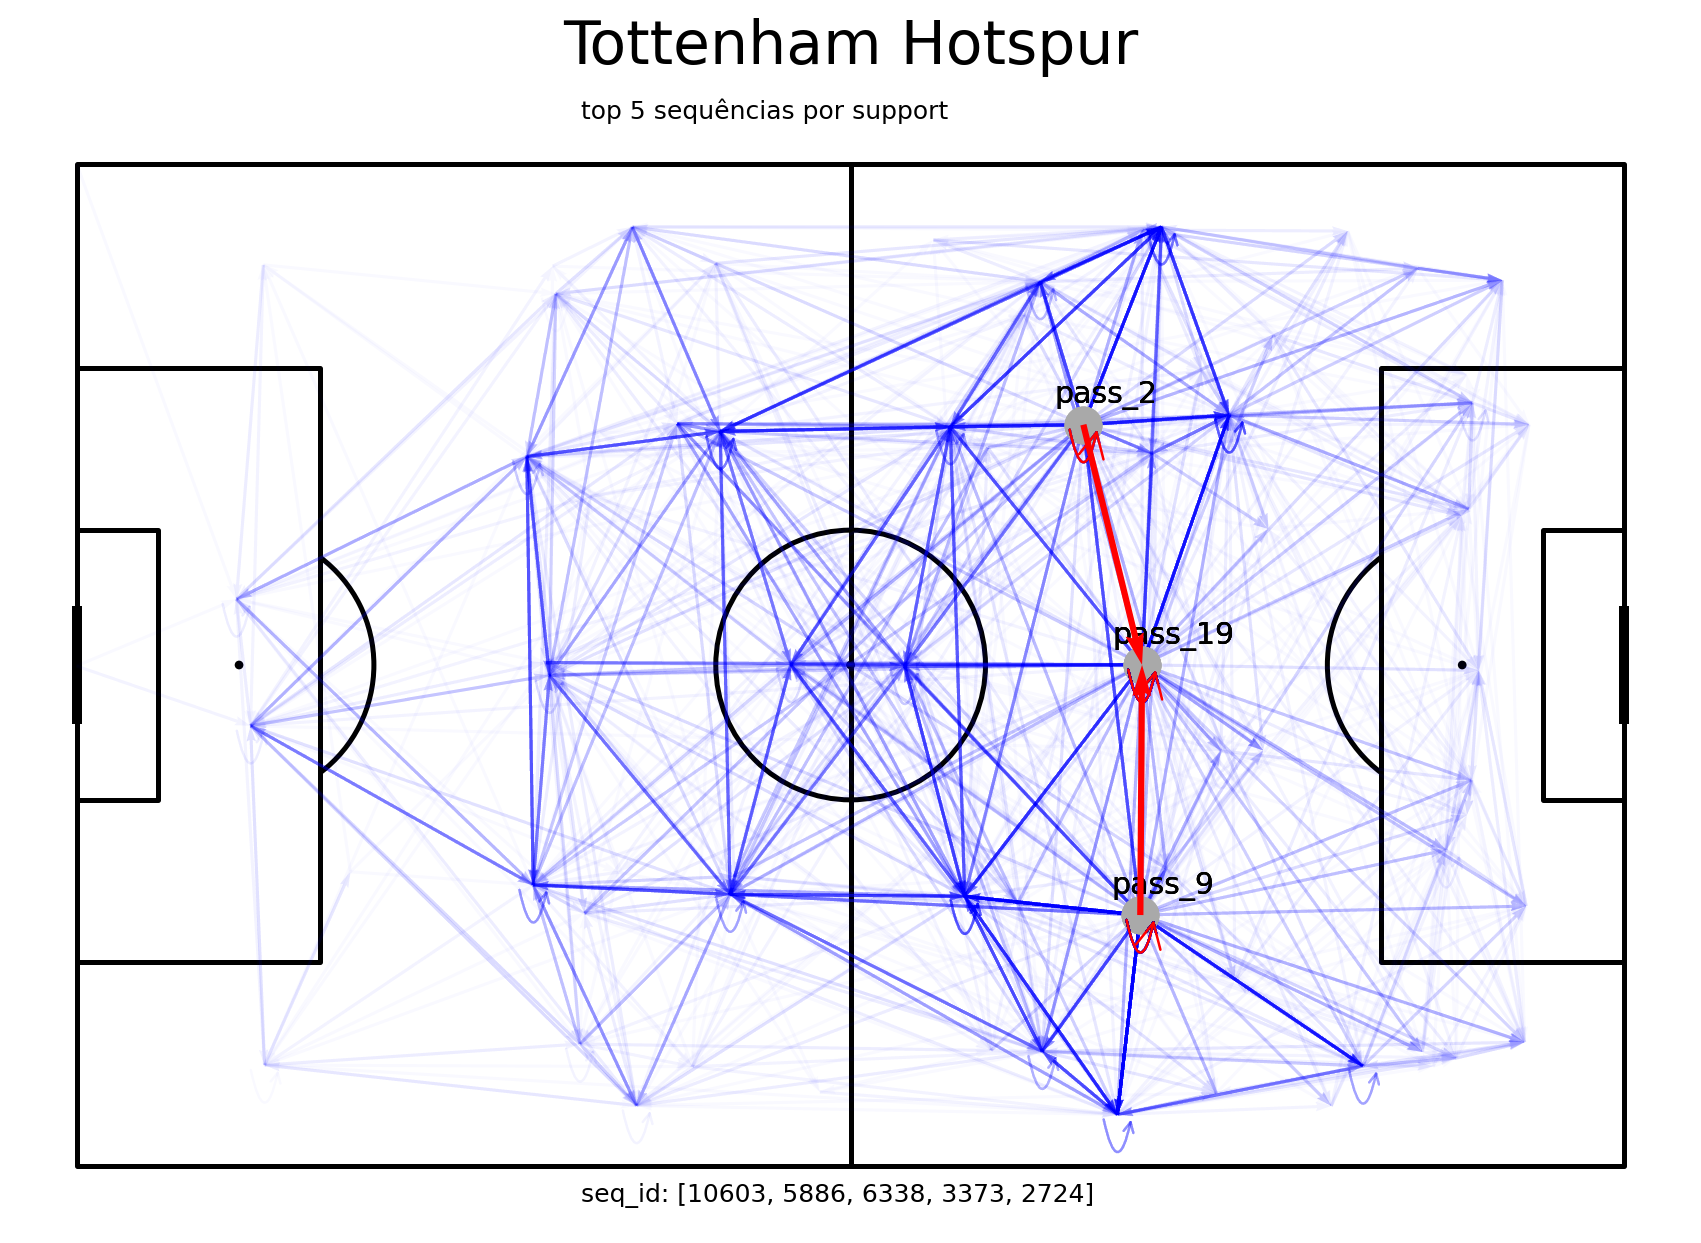 Tottenham Hotspur
top 5 sequências por support
pass_2
pass_19
pass_9
seq_id: [10603, 5886, 6338, 3373, 2724]